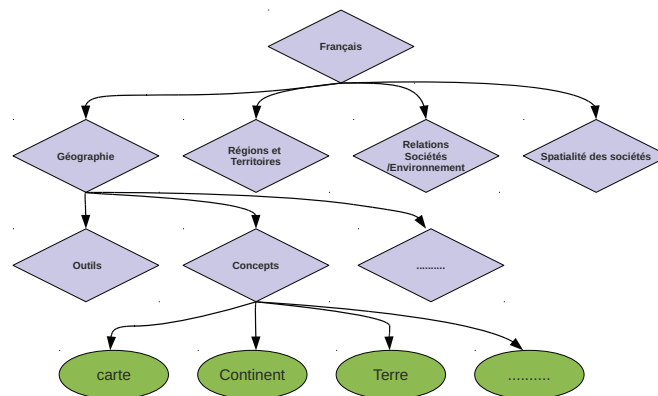 Français
Géographie
Régions et
Territoires
Relations
Sociétés
/Environnement
Spatialité des sociétés
Outils
Concepts
..........
carte
Continent
Terre
..........